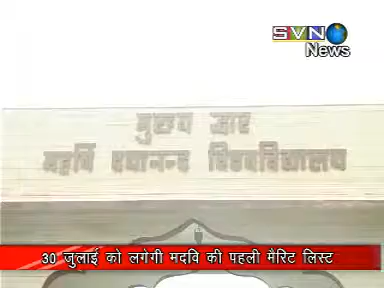 SVN
News
मुख्य द्वार
महर्षि दयानन्द विश्वविद्यालय
30 जुलाई को लगेगी मदवि की पहली मैरिट लिस्ट